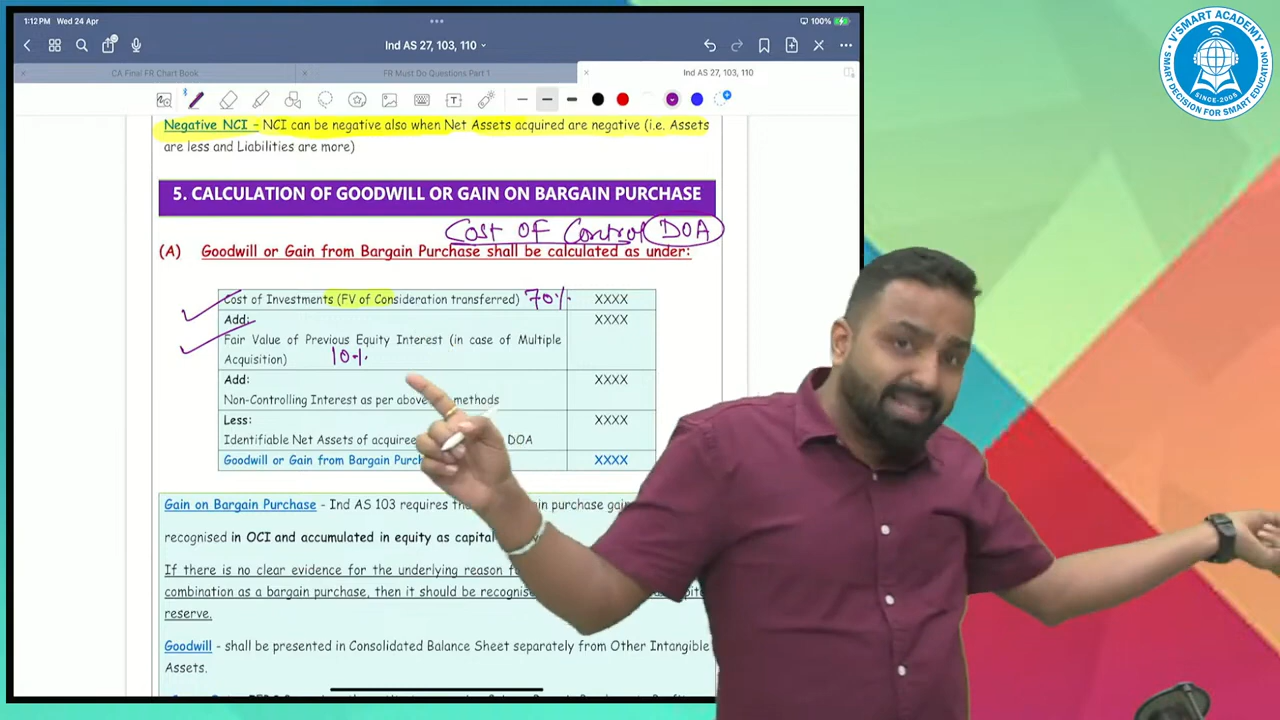 1:12 PM Wed 24 Apr
100%
Ind AS 27, 103, 110
CA Final FR Chart Book
FR Must Do Questions Part 1
Ind AS 27, 103, 110
Negative NCI – NCI can be negative also when Net Assets acquired are negative (i.e. Assets
are less and Liabilities are more)
5. CALCULATION OF GOODWILL OR GAIN ON BARGAIN PURCHASE
Cost OF Control DOA
(A) Goodwill or Gain from Bargain Purchase shall be calculated as under:
Cost of Investments (FV of Consideration transferred) 70% XXXX
Add: XXXX
Fair Value of Previous Equity Interest (in case of Multiple
Acquisition) 10%
Add: XXXX
Non-Controlling Interest as per above methods
Less: XXXX
Identifiable Net Assets of acquiree DOA
Goodwill or Gain from Bargain XXXX
Gain on Bargain Purchase - Ind AS 103 requires purchase
recognised in OCI and accumulated in equity as capital
If there is no clear evidence for the underlying reason
combination as a bargain purchase, then it should be
reserve.
Goodwill - shall be presented in Consolidated Balance Sheet separately from Other Intangible
Assets.
V'SMART ACADEMY
SINCE-2005
SMART DECISION FOR SMART EDUCATION